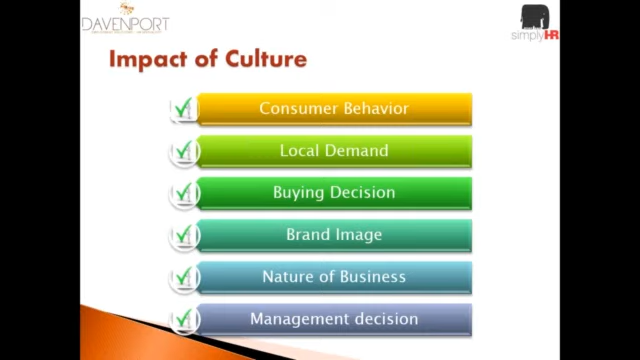 DAVENPORT
simplyHR
Impact of Culture
Consumer Behavior
Local Demand
Buying Decision
Brand Image
Nature of Business
Management decision